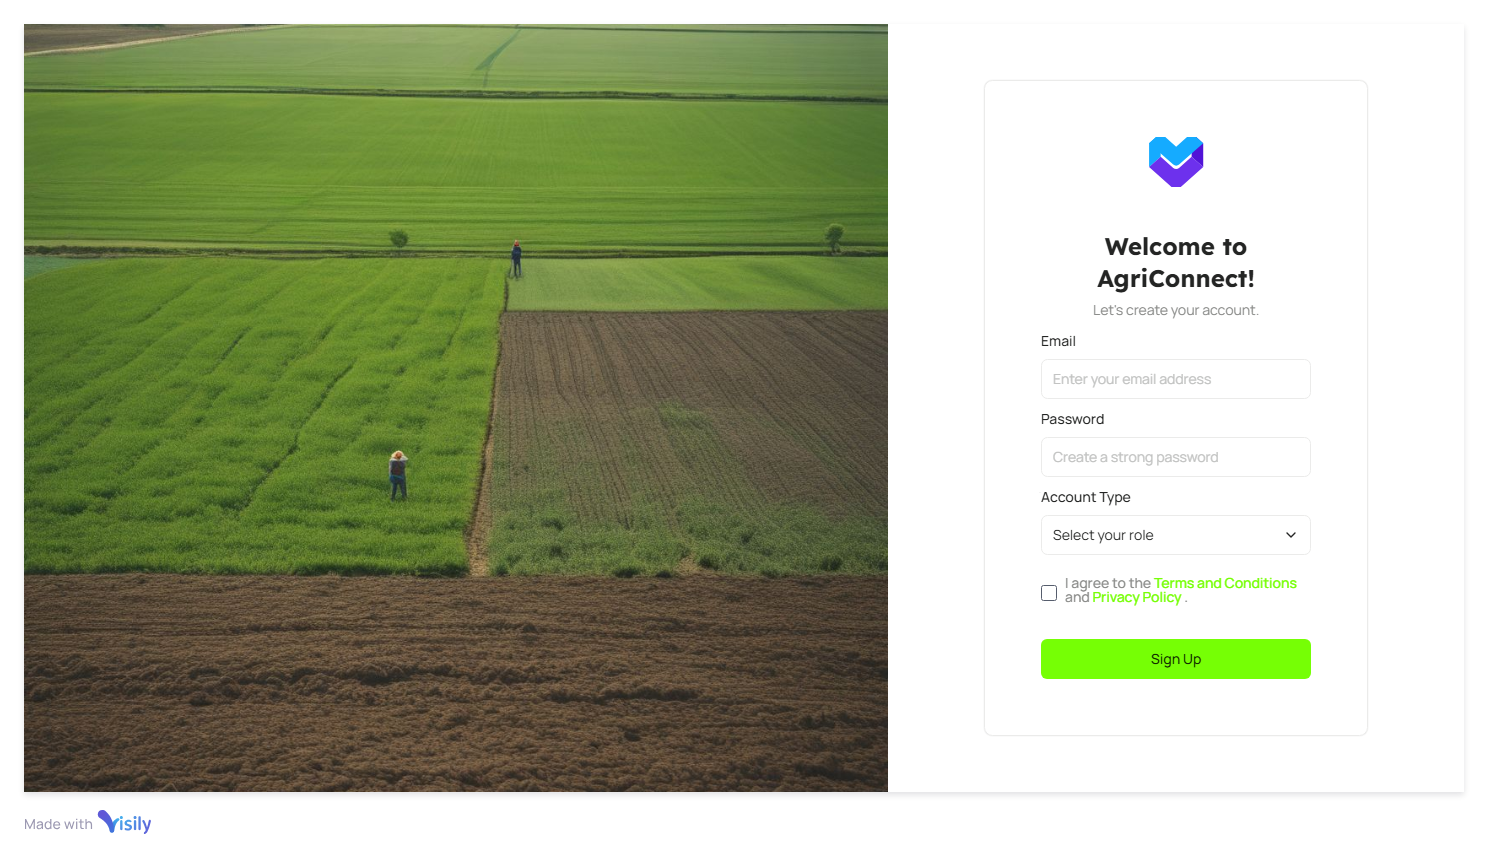 Welcome to
AgriConnect!
Let's create your account.
Email
Enter your email address
Password
Create a strong password
Account Type
Select your role
I agree to the Terms and Conditions
and Privacy Policy .
Sign Up
Made with Visily